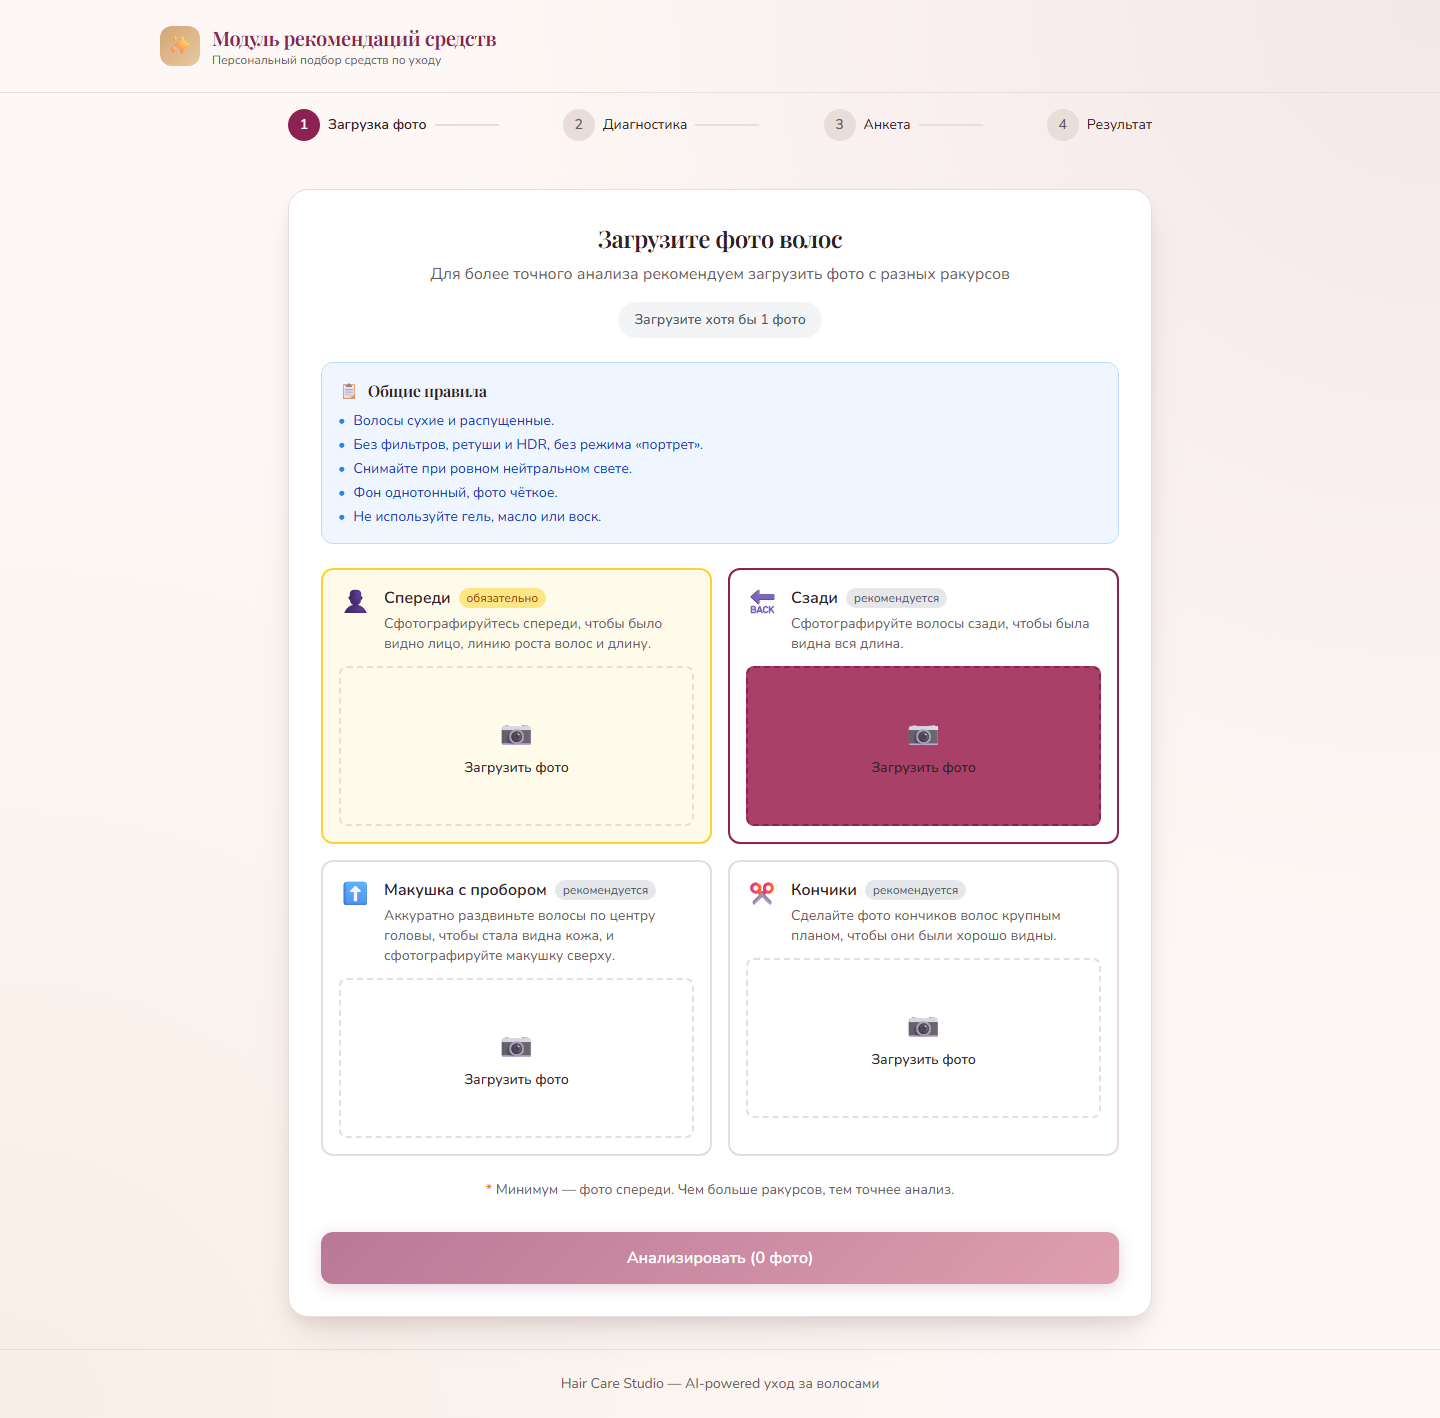 Модуль рекомендаций средств
Персональный подбор средств по уходу
1 Загрузка фото
2 Диагностика
3 Анкета
4 Результат
Загрузите фото волос
Для более точного анализа рекомендуем загрузить фото с разных ракурсов
Загрузите хотя бы 1 фото
Общие правила
Волосы сухие и распущенные.
Без фильтров, ретуши и HDR, без режима «портрет».
Снимайте при ровном нейтральном свете.
Фон однотонный, фото чёткое.
Не используйте гель, масло или воск.
Спереди обязательно
Сфотографируйтесь спереди, чтобы было
видно лицо, линию роста волос и длину.
Загрузить фото
BACK
Сзади рекомендуется
Сфотографируйте волосы сзади, чтобы была
видна вся длина.
Загрузить фото
Макушка с пробором рекомендуется
Аккуратно раздвиньте волосы по центру
головы, чтобы стала видна кожа, и
сфотографируйте макушку сверху.
Загрузить фото
Кончики рекомендуется
Сделайте фото кончиков волос крупным
планом, чтобы они были хорошо видны.
Загрузить фото
* Минимум — фото спереди. Чем больше ракурсов, тем точнее анализ.
Анализировать (0 фото)
Hair Care Studio — AI-powered уход за волосами